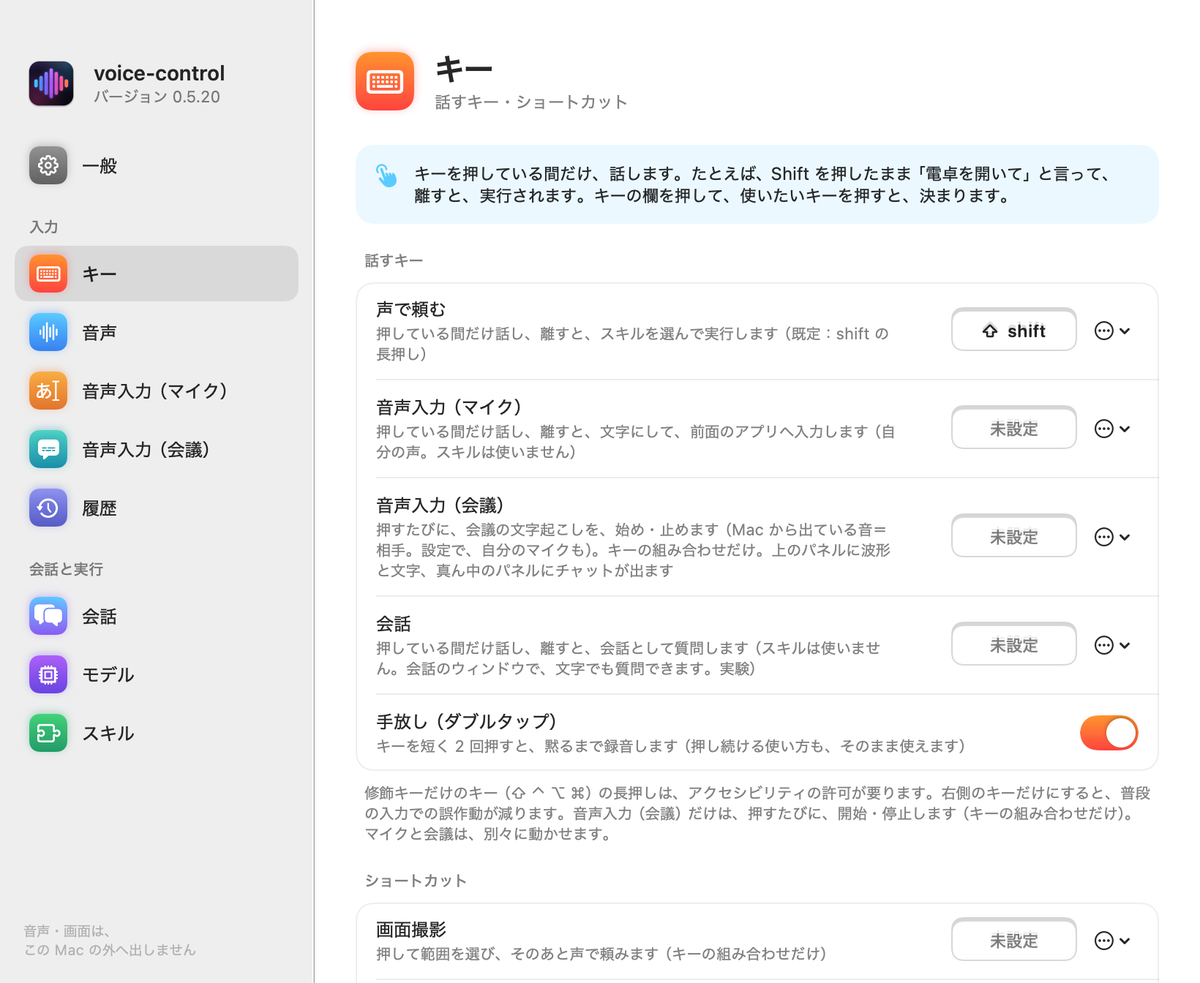 voice-control
バージョン 0.5.20
一般
入力
キー
音声
音声入力（マイク）
音声入力（会議）
履歴
会話と実行
会話
モデル
スキル
音声・画面は、
この Mac の外へ出しません
キー
話すキー・ショートカット
キーを押している間だけ、話します。たとえば、Shift を押したまま「電卓を開いて」と言って、
離すと、実行されます。キーの欄を押して、使いたいキーを押すと、決まります。
話すキー
声で頼む
押している間だけ話し、離すと、スキルを選んで実行します（既定：shift の
長押し）
shift
音声入力（マイク）
押している間だけ話し、離すと、文字にして、前面のアプリへ入力します（自
分の声。スキルは使いません）
未設定
音声入力（会議）
押すたびに、会議の文字起こしを、始め・止めます（Mac から出ている音＝
相手。設定で、自分のマイクも）。キーの組み合わせだけ。上のパネルに波形
と文字、真ん中のパネルにチャットが出ます
未設定
会話
押している間だけ話し、離すと、会話として質問します（スキルは使いませ
ん。会話のウィンドウで、文字でも質問できます。実験）
未設定
手放し（ダブルタップ）
キーを短く 2 回押すと、黙るまで録音します（押し続ける使い方も、そのまま使えます）
修飾キーだけのキー（⇧ ⌃ ⌥ ⌘）の長押しは、アクセシビリティの許可が要ります。右側のキーだけにすると、普段
の入力での誤作動が減ります。音声入力（会議）だけは、押すたびに、開始・停止します（キーの組み合わせだけ）。
マイクと会議は、別々に動かせます。
ショートカット
画面撮影
押して範囲を選び、そのあと声で頼みます（キーの組み合わせだけ）
未設定